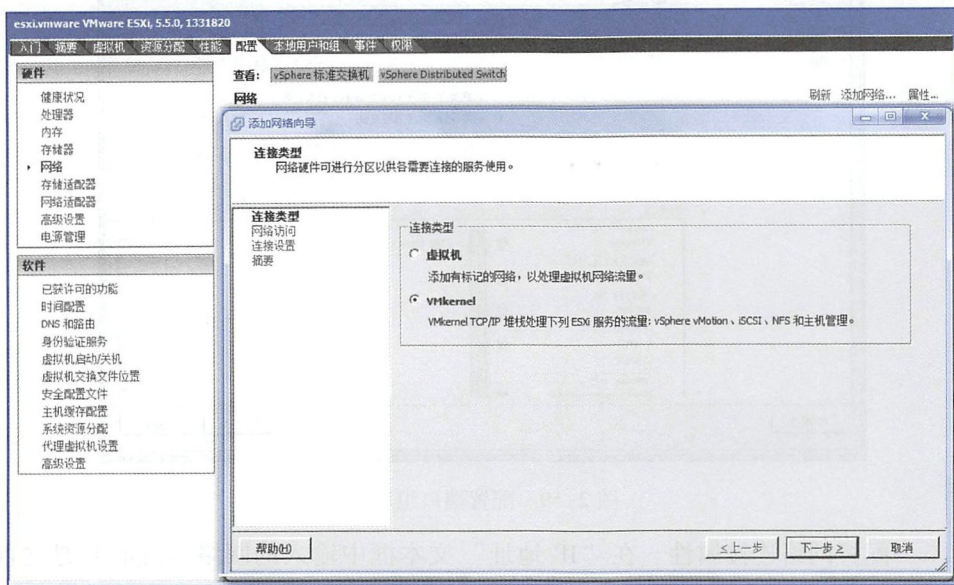 esxi.vmware VMware ESXi, 5.5.0, 1331820
入门 摘要 虚拟机 资源分配 性能 配置 本地用户和组 事件 权限
硬件
健康状况
处理器
内存
存储器
网络
存储适配器
网络适配器
高级设置
电源管理
软件
已获许可的功能
时间配置
DNS 和路由
身份验证服务
虚拟机启动/关机
虚拟机交换文件位置
安全配置文件
主机缓存配置
系统资源分配
代理虚拟机设置
高级设置
查看: vSphere 标准交换机 vSphere Distributed Switch
网络
刷新 添加网络... 属性...
添加网络向导
连接类型
网络硬件可进行分区以供各需要连接的服务使用。
连接类型
网络访问
连接设置
摘要
连接类型
虚拟机
添加有标记的网络，以处理虚拟机网络流量。
VMkernel
VMkernel TCP/IP 堆栈处理下列 ESXi 服务的流量: vSphere vMotion、iSCSI、NFS 和主机管理。
帮助(H)
≤上一步 下一步≥ 取消